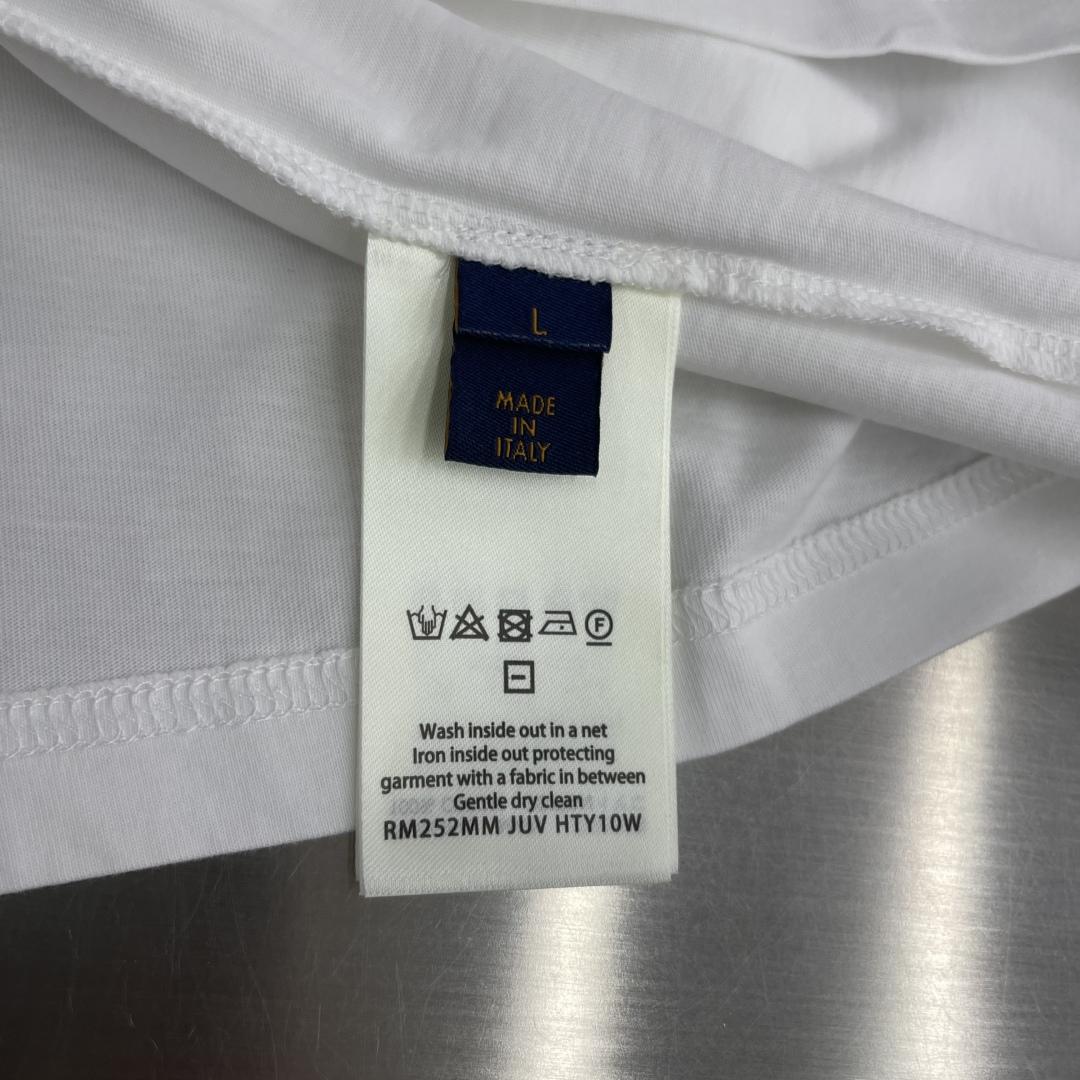 L
MADE
IN
ITALY
F
Wash inside out in a net
Iron inside out protecting
garment with a fabric in between
Gentle dry clean
RM252MM JUV HTY10W